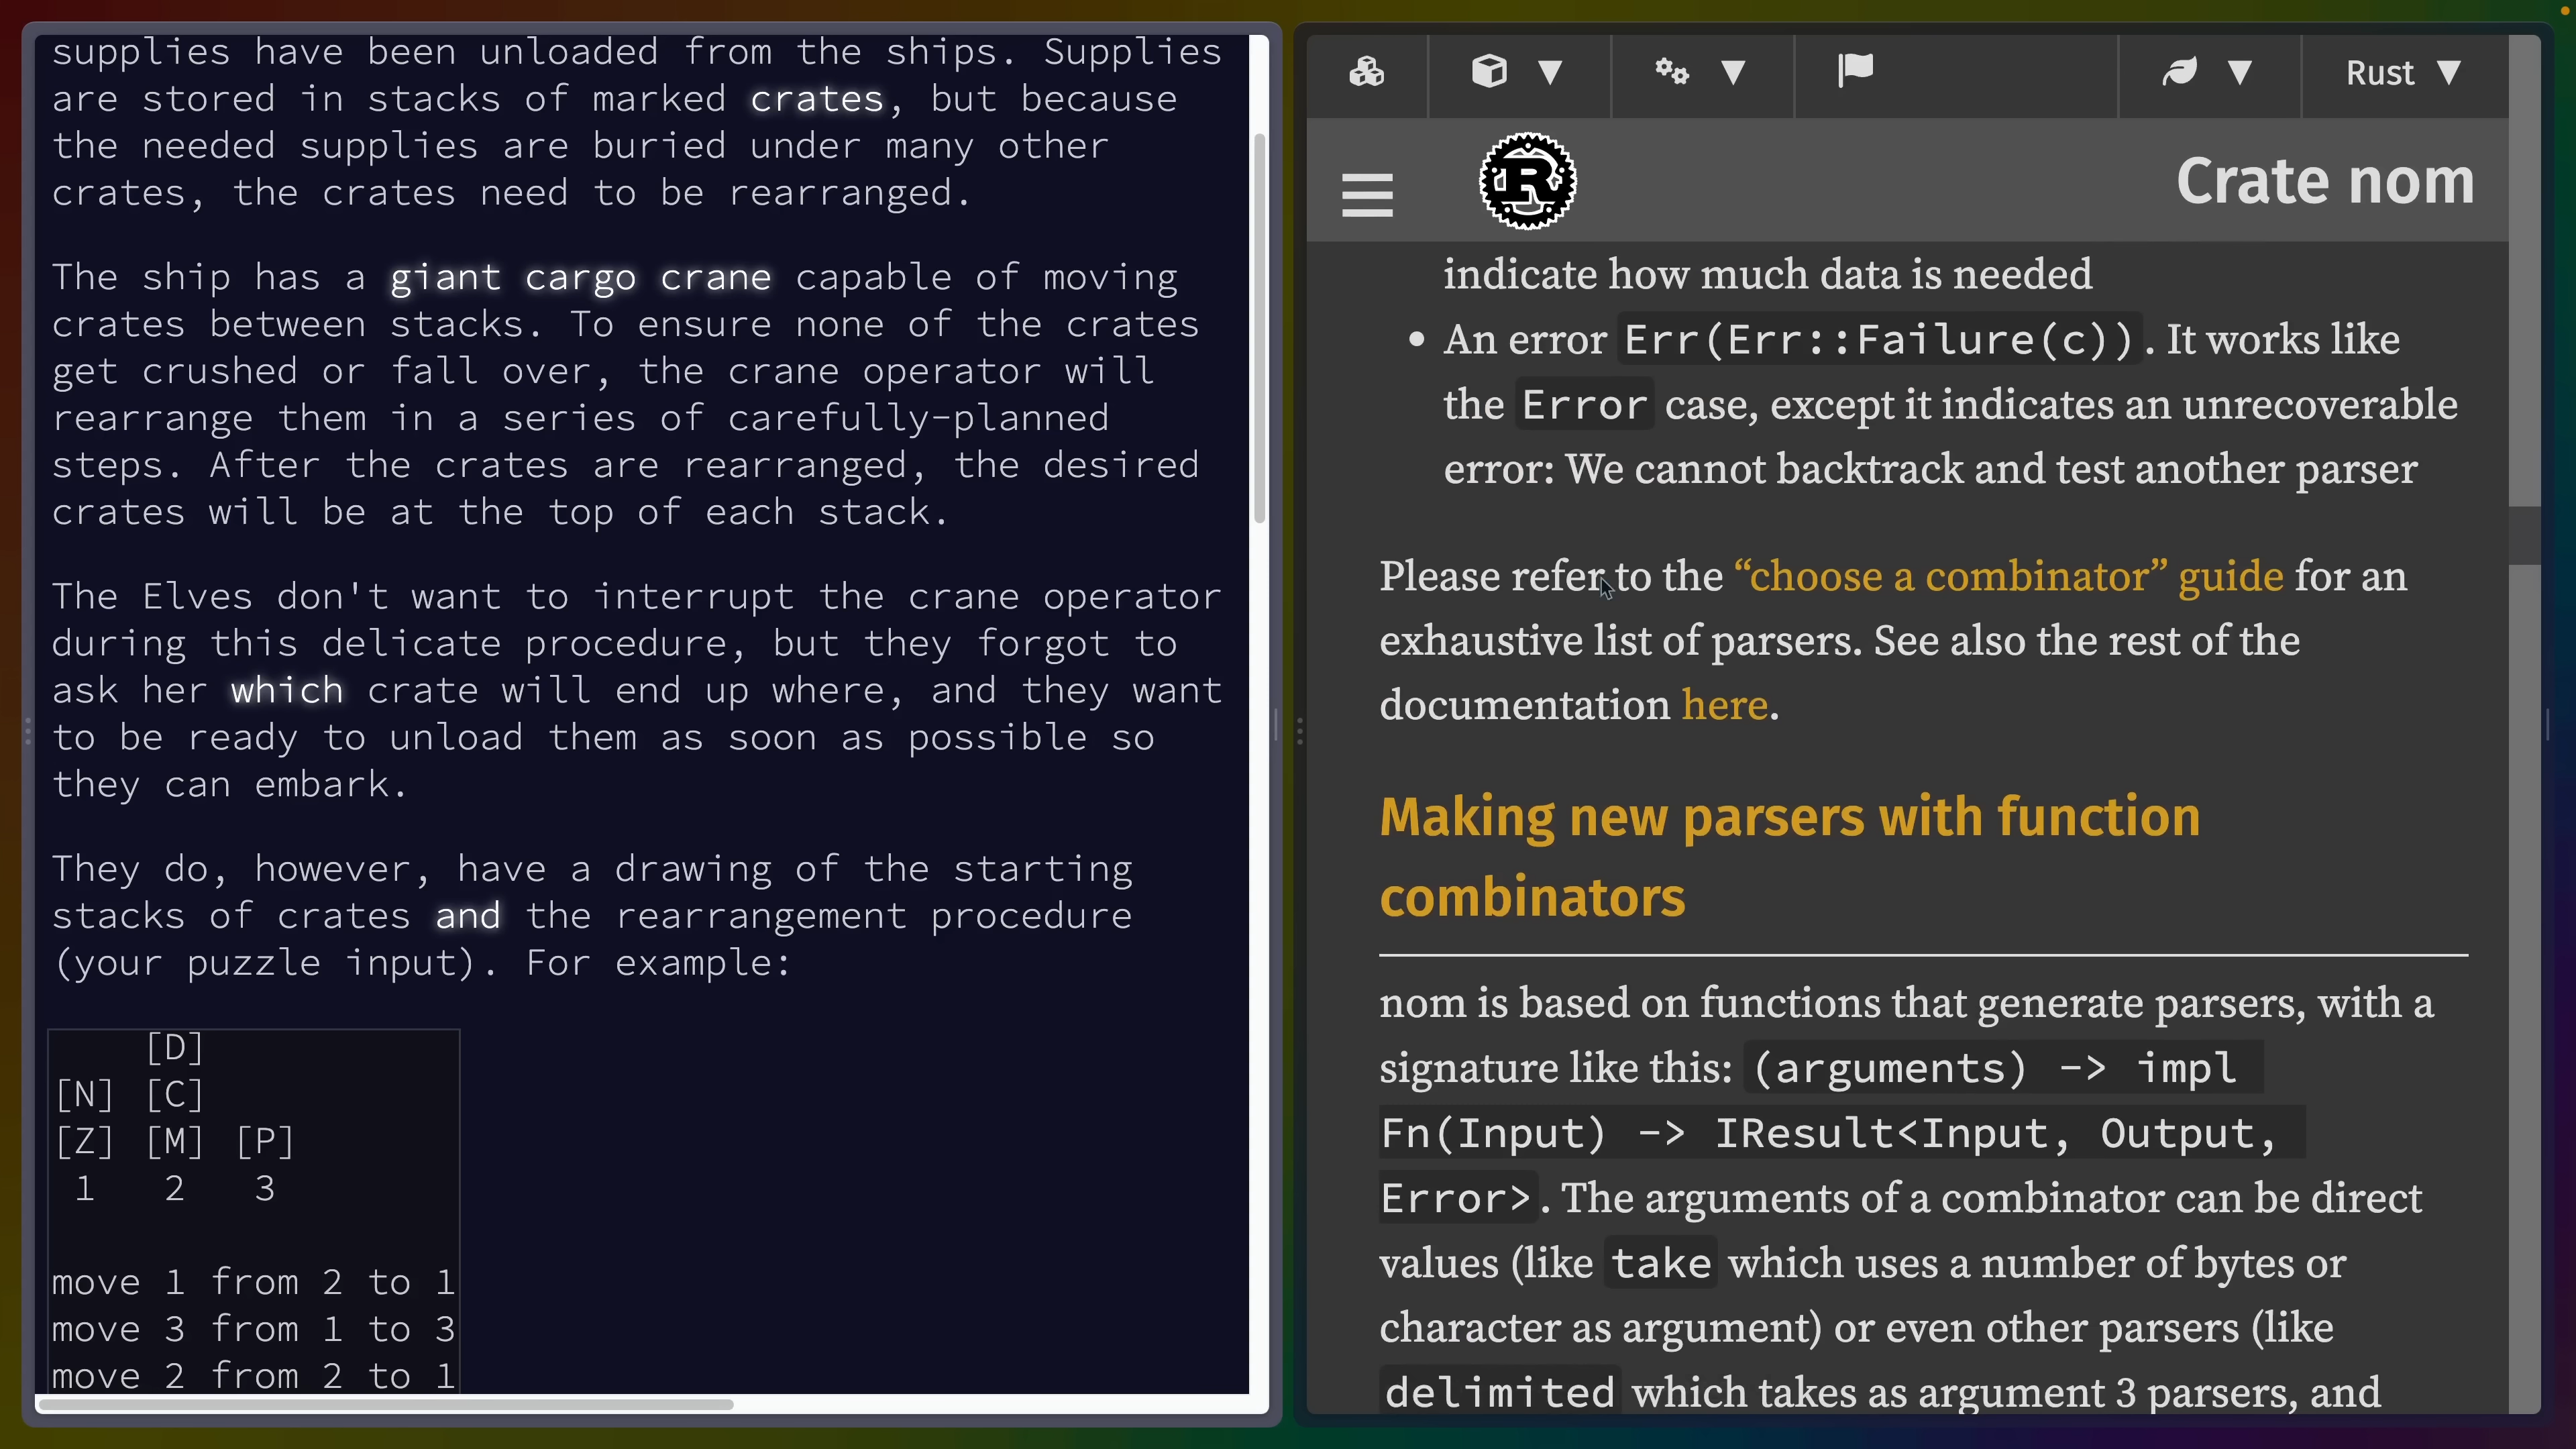 supplies have been unloaded from the ships. Supplies
are stored in stacks of marked crates, but because
the needed supplies are buried under many other
crates, the crates need to be rearranged.
The ship has a giant cargo crane capable of moving
crates between stacks. To ensure none of the crates
get crushed or fall over, the crane operator will
rearrange them in a series of carefully-planned
steps. After the crates are rearranged, the desired
crates will be at the top of each stack.
The Elves don't want to interrupt the crane operator
during this delicate procedure, but they forgot to
ask her which crate will end up where, and they want
to be ready to unload them as soon as possible so
they can embark.
They do, however, have a drawing of the starting
stacks of crates and the rearrangement procedure
(your puzzle input). For example:
    [D]
[N] [C]
[Z] [M] [P]
 1   2   3
move 1 from 2 to 1
move 3 from 1 to 3
move 2 from 2 to 1
Rust ▼
R
Crate nom
indicate how much data is needed
• An error Err(Err::Failure(c)). It works like
the Error case, except it indicates an unrecoverable
error: We cannot backtrack and test another parser
Please refer to the “choose a combinator” guide for an
exhaustive list of parsers. See also the rest of the
documentation here.
Making new parsers with function
combinators
nom is based on functions that generate parsers, with a
signature like this: (arguments) -> impl
Fn(Input) -> IResult<Input, Output,
Error>. The arguments of a combinator can be direct
values (like take which uses a number of bytes or
character as argument) or even other parsers (like
delimited which takes as argument 3 parsers, and